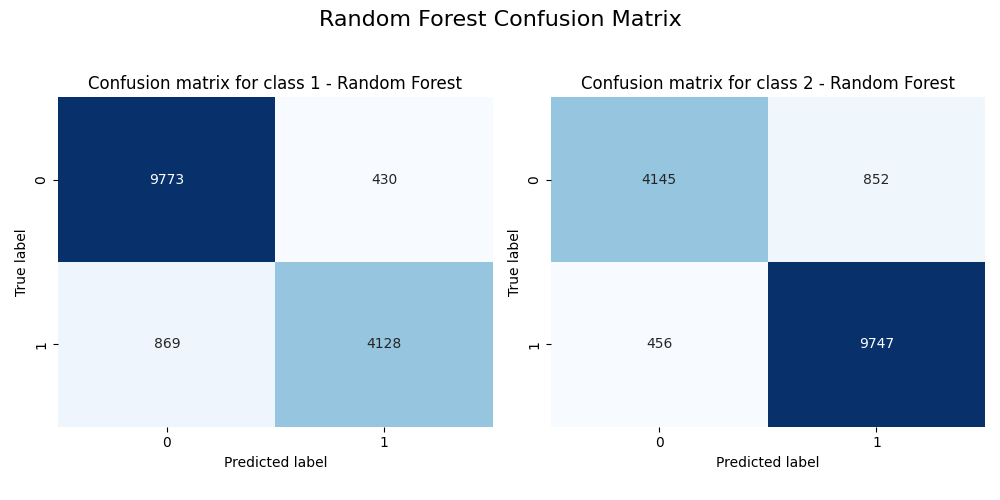 Random Forest Confusion Matrix
Confusion matrix for class 1 - Random Forest
True label
0
9773
430
1
869
4128
0
1
Predicted label
Confusion matrix for class 2 - Random Forest
True label
0
4145
852
1
456
9747
0
1
Predicted label